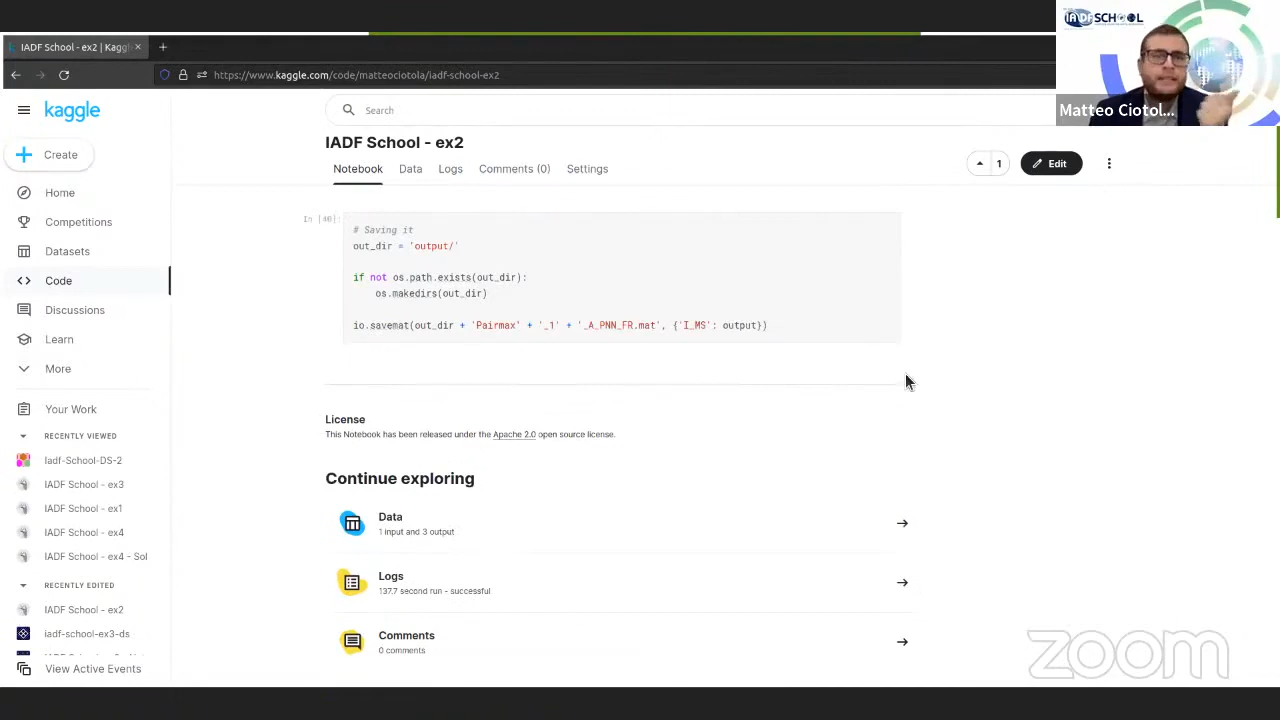 IADF School - ex2 | Kaggl
https://www.kaggle.com/code/matteociotola/iadf-school-ex2
IADFSCHOOL
Matteo Ciotol...
kaggle
Search
Create
Home
Competitions
Datasets
Code
Discussions
Learn
More
Your Work
RECENTLY VIEWED
Iadf-School-DS-2
IADF School - ex3
IADF School - ex1
IADF School - ex4
IADF School - ex4 - Sol
RECENTLY EDITED
IADF School - ex2
iadf-school-ex3-ds
View Active Events
IADF School - ex2
Notebook Data Logs Comments (0) Settings
1
Edit
In [40]:
# Saving it
out_dir = 'output/'
if not os.path.exists(out_dir):
os.makedirs(out_dir)
io.savemat(out_dir + 'Pairmax' + '_1' + '_A_PNN_FR.mat', {'I_MS': output})
License
This Notebook has been released under the Apache 2.0 open source license.
Continue exploring
Data
1 input and 3 output
Logs
137.7 second run - successful
Comments
0 comments
zoom